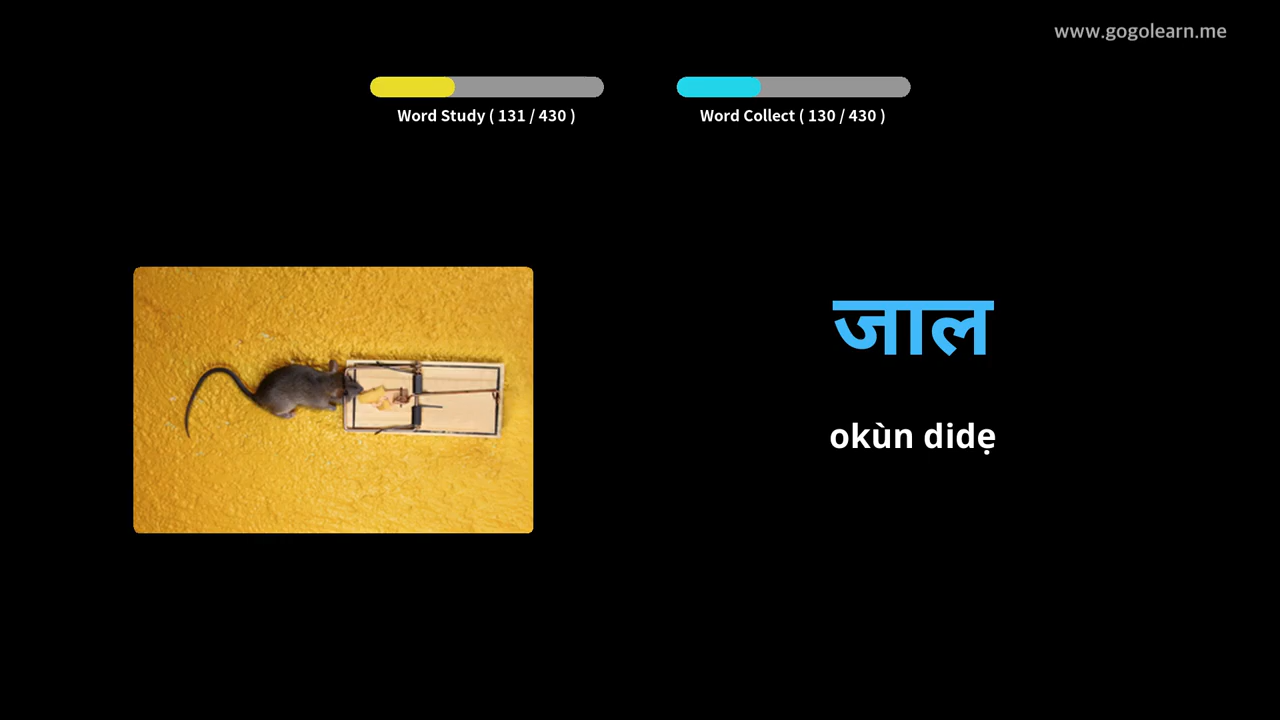 www.gogolearn.me
Word Study ( 131 / 430 )
Word Collect ( 130 / 430 )
जाल
okùn didẹ